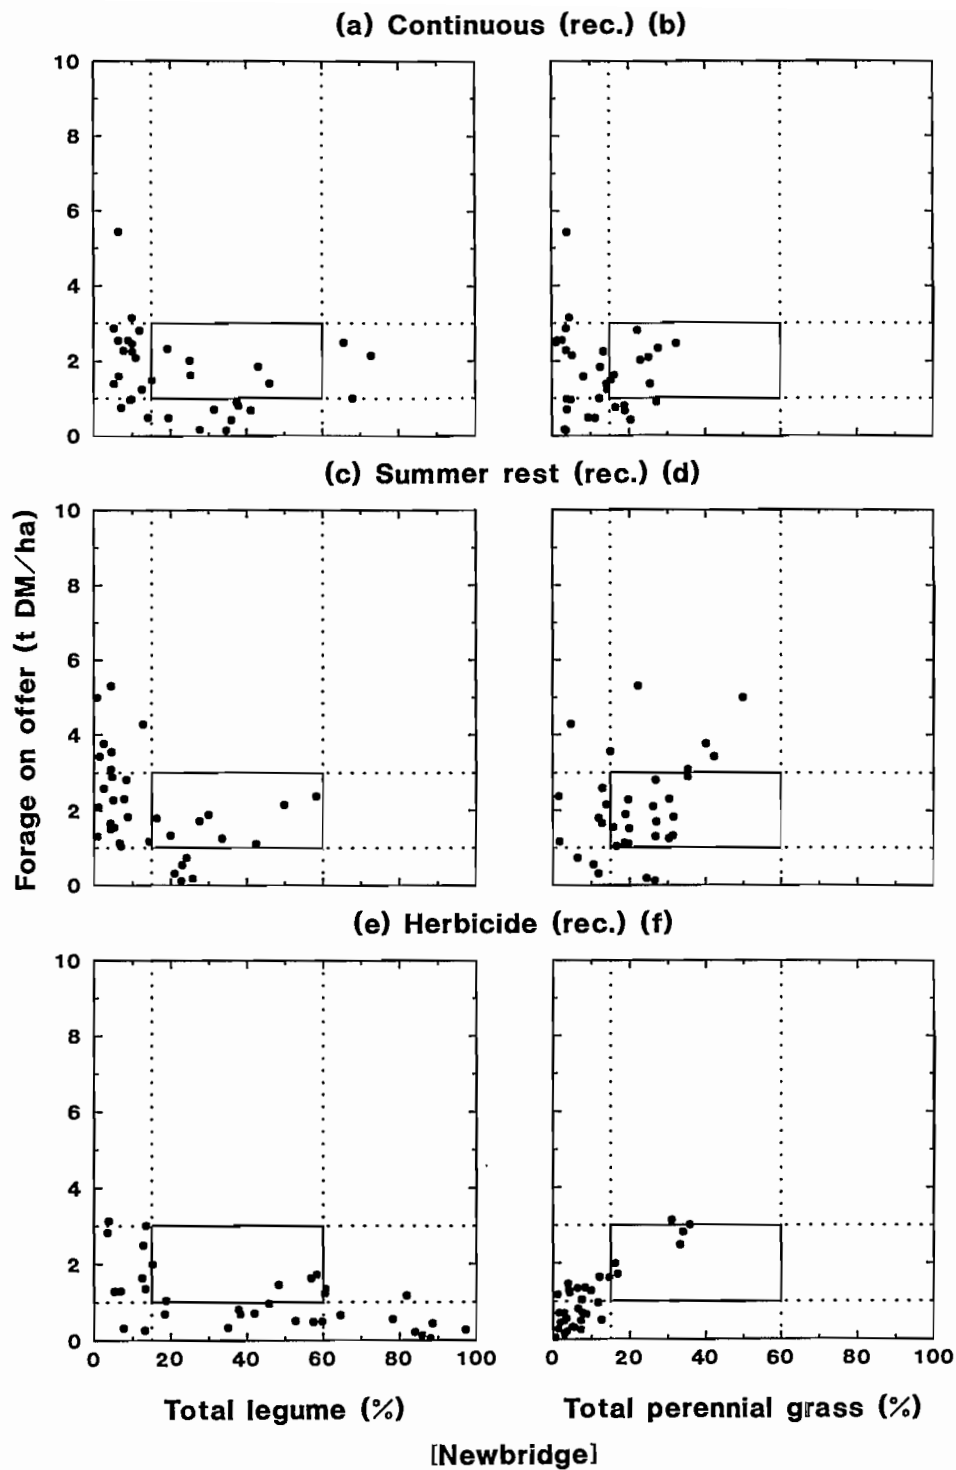 (a) Continuous (rec.) (b)
10
8
6
4
2
0
(c) Summer rest (rec.) (d)
10
8
6
4
2
0
Forage on offer (t DM/ha)
(e) Herbicide (rec.) (f)
10
8
6
4
2
0
0 20 40 60 80 100
0 20 40 60 80 100
Total legume (%)
Total perennial grass (%)
[Newbridge]